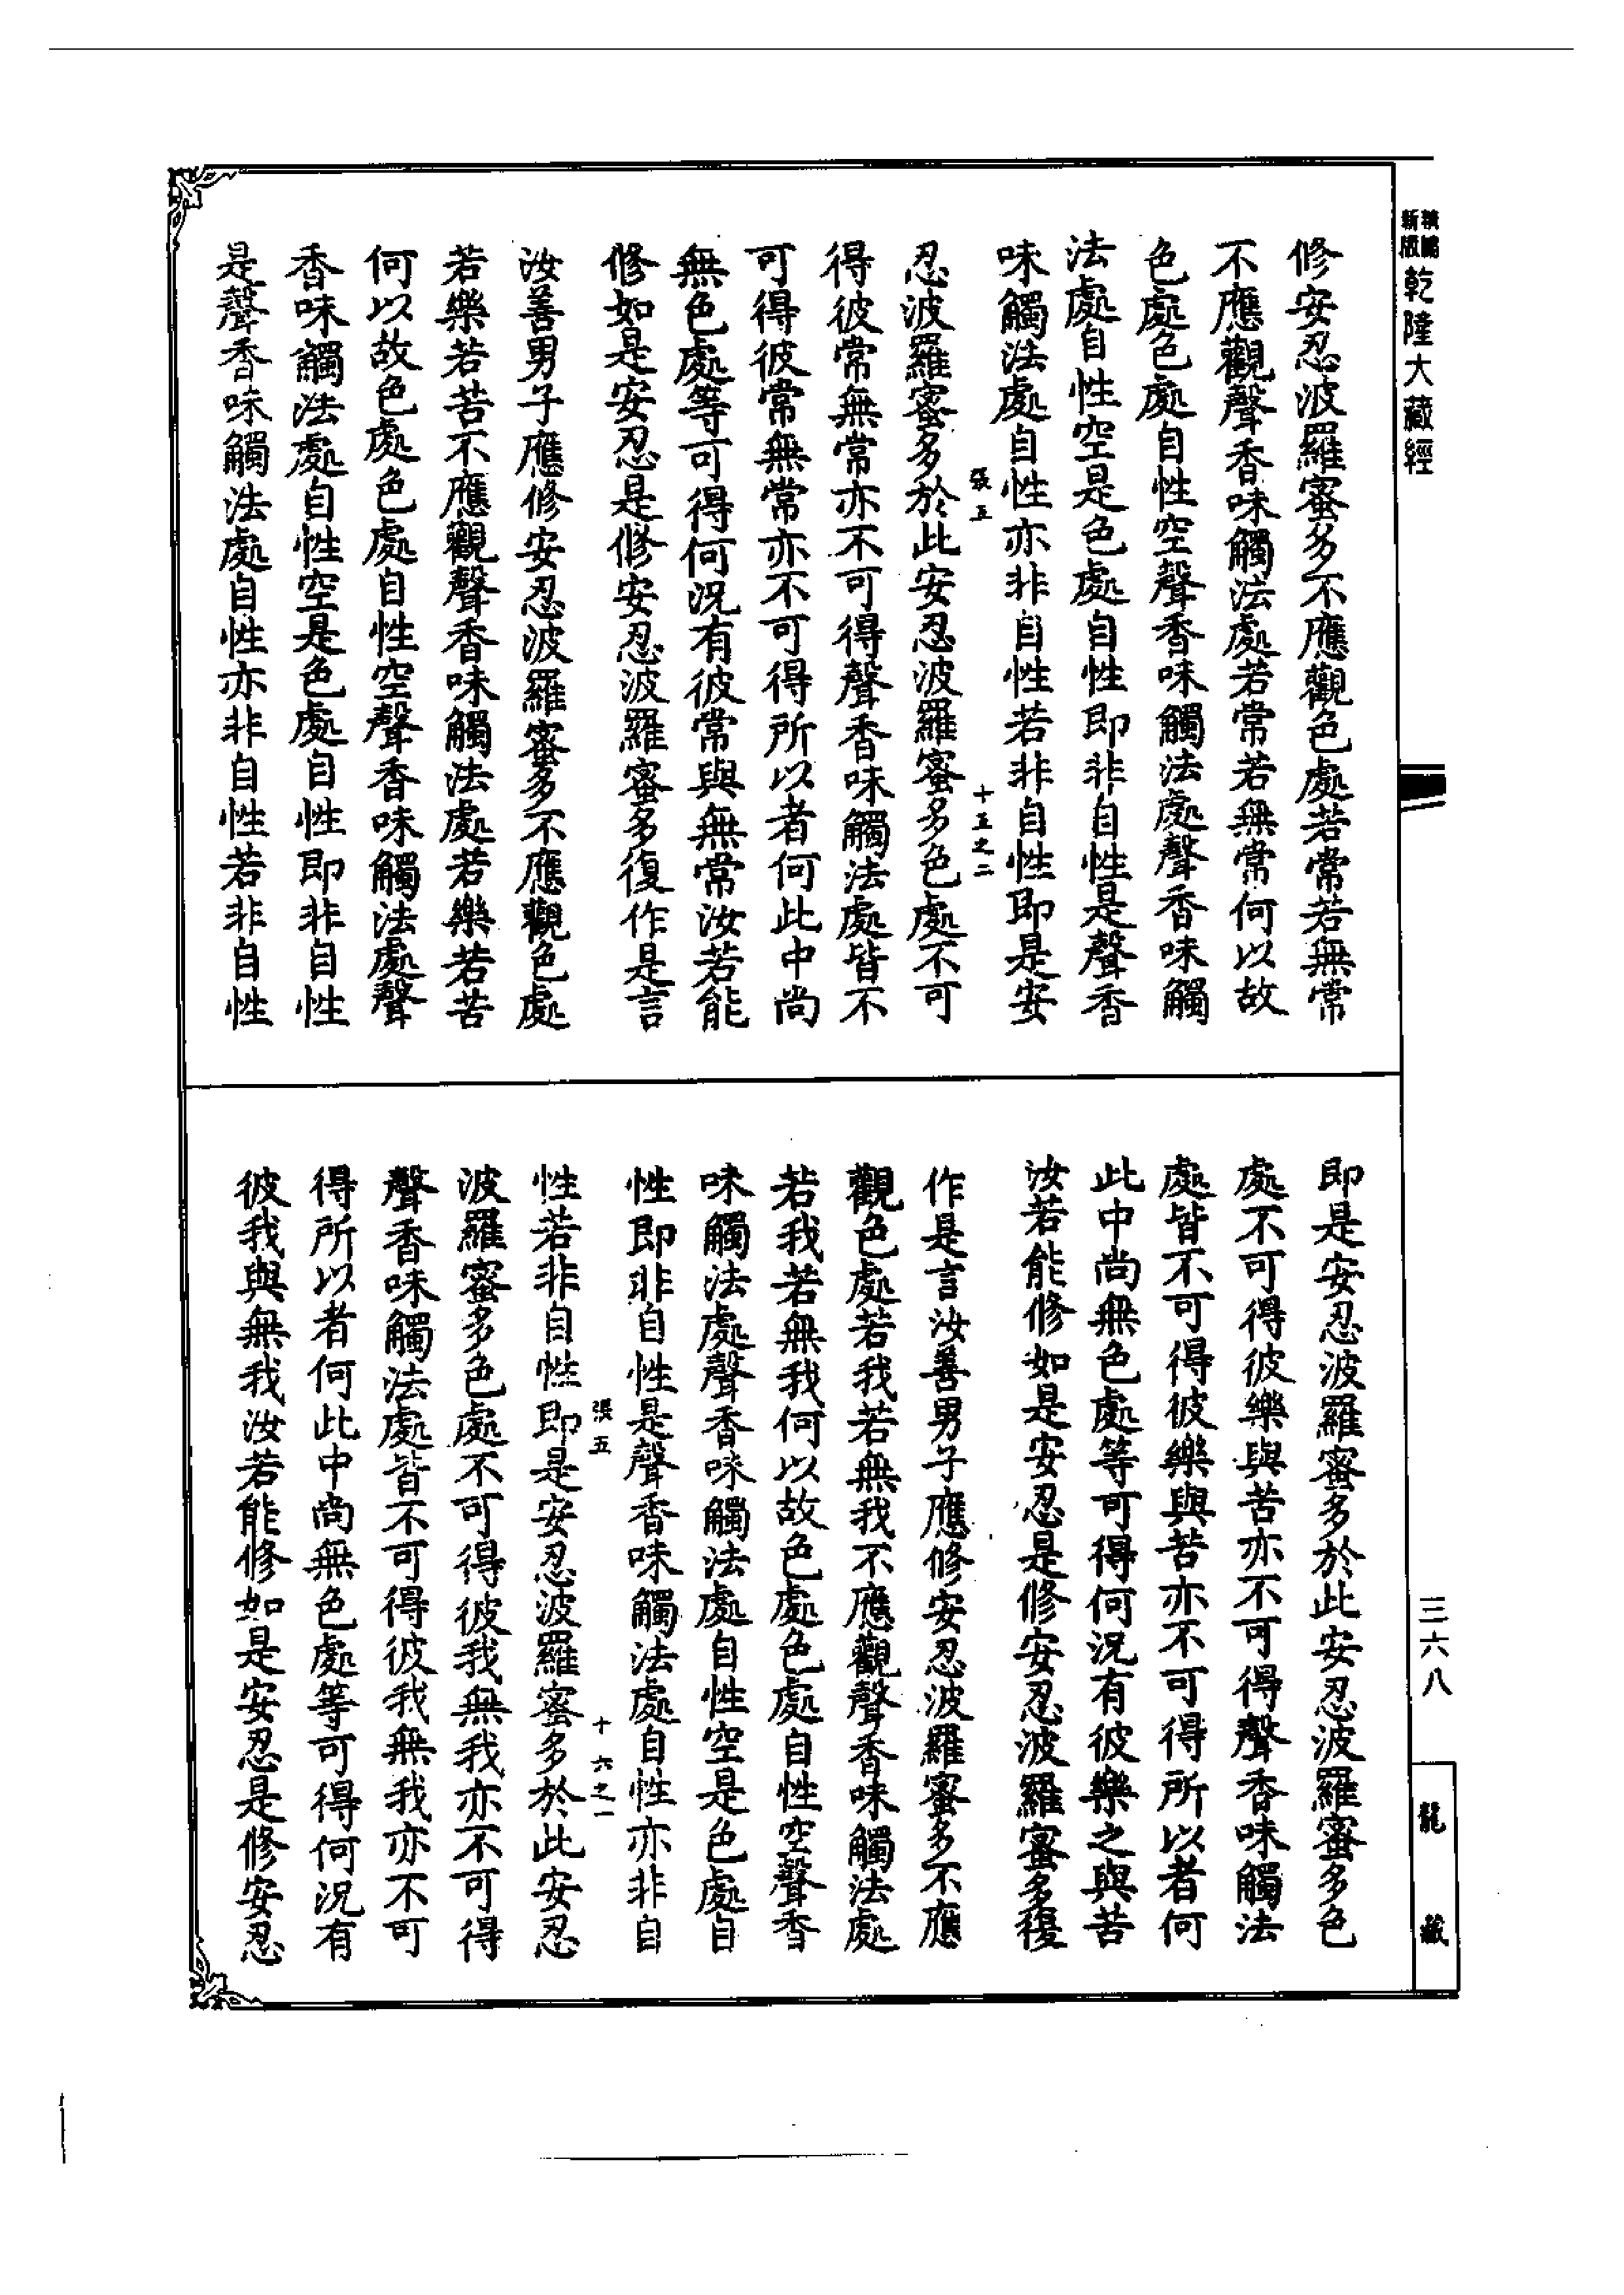 新版
精縮
乾隆大藏經
修安忍波羅蜜多不應觀色處若常若無常
不應觀聲香味觸法處若常若無常何以故
色處色處自性空聲香味觸法處聲香味觸
法處自性空是色處自性即非自性是聲香
味觸法處自性亦非自性若非自性即是安
張五
十五之二
忍波羅蜜多於此安忍波羅蜜多色處不可
得彼常無常亦不可得聲香味觸法處皆不
可得彼常無常亦不可得所以者何此中尚
無色處等可得何況有彼常與無常汝若能
修如是安忍是修安忍波羅蜜多復作是言
汝善男子應修安忍波羅蜜多不應觀色處
若樂若苦不應觀聲香味觸法處若樂若苦
何以故色處色處自性空聲香味觸法處聲
香味觸法處自性空是色處自性即非自性
是聲香味觸法處自性亦非自性若非自性
即是安忍波羅蜜多於此安忍波羅蜜多色
處不可得彼樂與苦亦不可得聲香味觸法
處皆不可得彼樂與苦亦不可得所以者何
此中尚無色處等可得何況有彼樂之與苦
汝若能修如是安忍是修安忍波羅蜜多復
作是言汝善男子應修安忍波羅蜜多不應
觀色處若我若無我不應觀聲香味觸法處
若我若無我何以故色處色處自性空聲香
味觸法處聲香味觸法處自性空是色處自
性即非自性是聲香味觸法處自性亦非自
張五
十六之一
性若非自性即是安忍波羅蜜多於此安忍
波羅蜜多色處不可得彼我無我亦不可得
聲香味觸法處皆不可得彼我無我亦不可
得所以者何此中尚無色處等可得何況有
彼我與無我汝若能修如是安忍是修安忍
三六八
龍藏